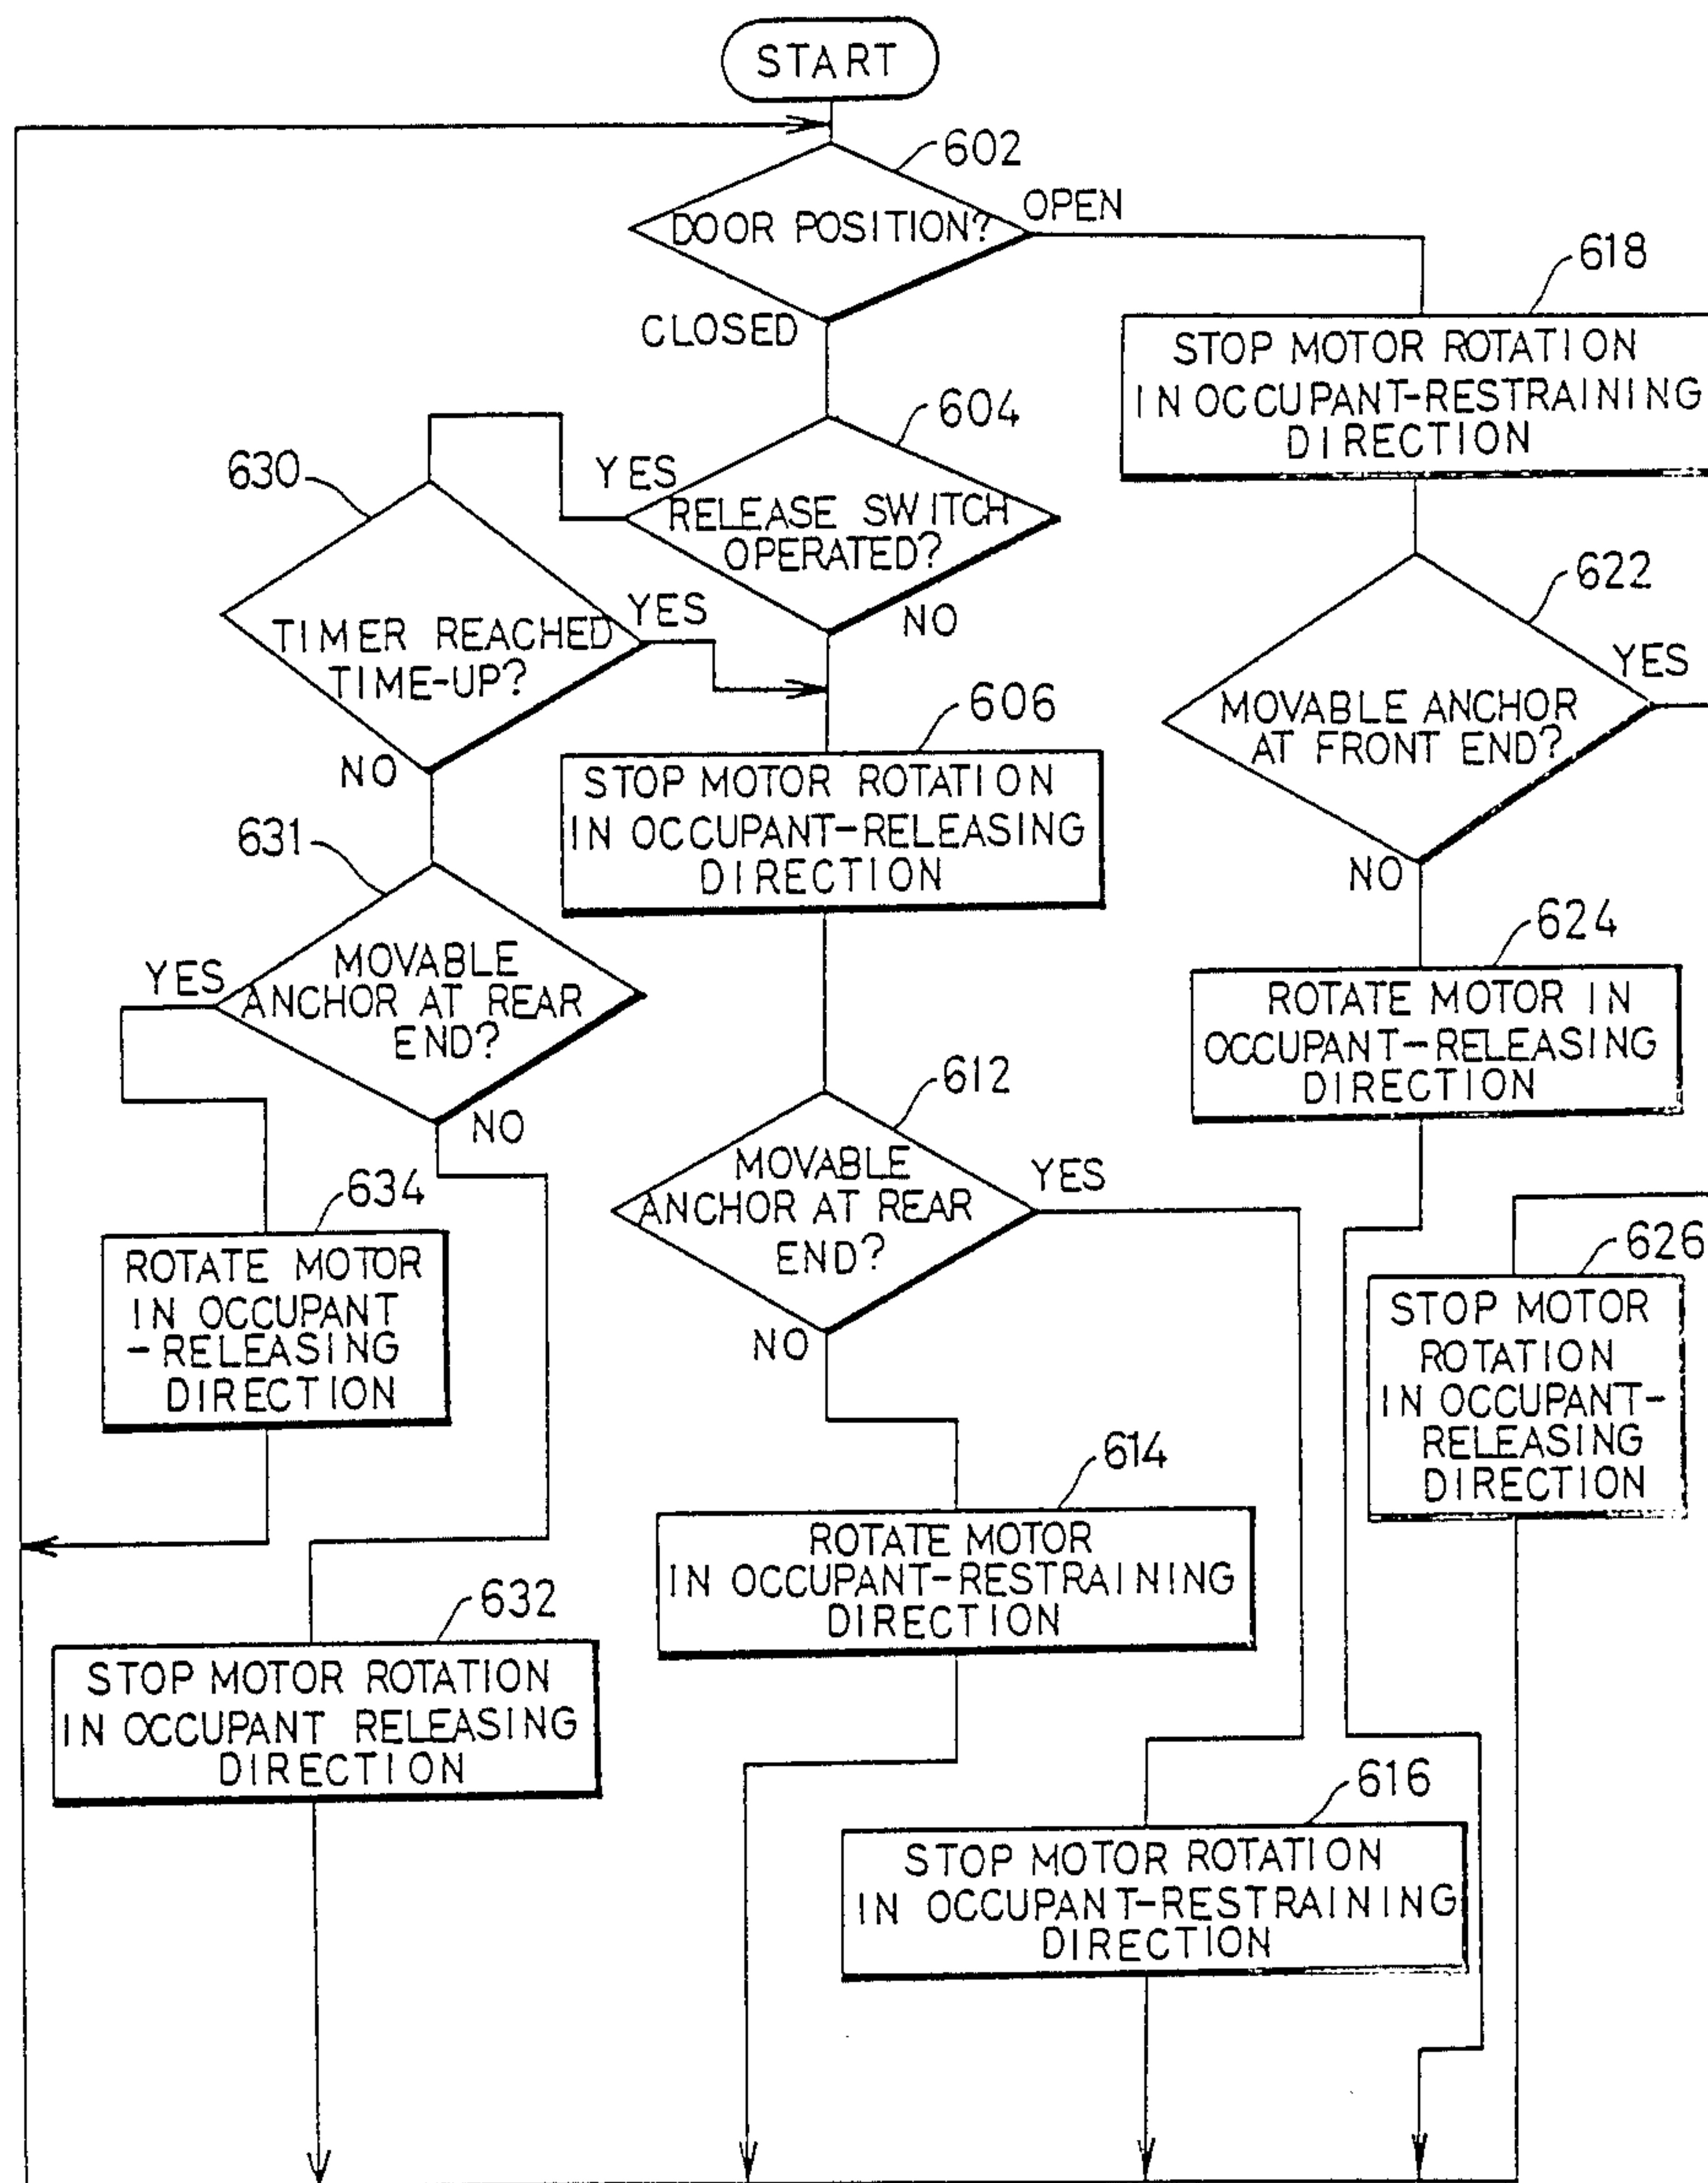 START
602
DOOR POSITION?
OPEN
CLOSED
618
STOP MOTOR ROTATION
IN OCCUPANT-RESTRAINING
DIRECTION
604
YES
RELEASE SWITCH
OPERATED?
NO
630
TIMER REACHED
TIME-UP?
YES
NO
622
MOVABLE ANCHOR
AT FRONT END?
YES
NO
606
STOP MOTOR ROTATION
IN OCCUPANT-RELEASING
DIRECTION
631
YES
MOVABLE
ANCHOR AT REAR
END?
NO
624
ROTATE MOTOR IN
OCCUPANT-RELEASING
DIRECTION
612
MOVABLE
ANCHOR AT REAR
END?
YES
NO
634
ROTATE MOTOR
IN OCCUPANT
-RELEASING
DIRECTION
626
STOP MOTOR
ROTATION
IN OCCUPANT-
RELEASING
DIRECTION
614
ROTATE MOTOR
IN OCCUPANT-RESTRAINING
DIRECTION
632
STOP MOTOR ROTATION
IN OCCUPANT RELEASING
DIRECTION
616
STOP MOTOR ROTATION
IN OCCUPANT-RESTRAINING
DIRECTION